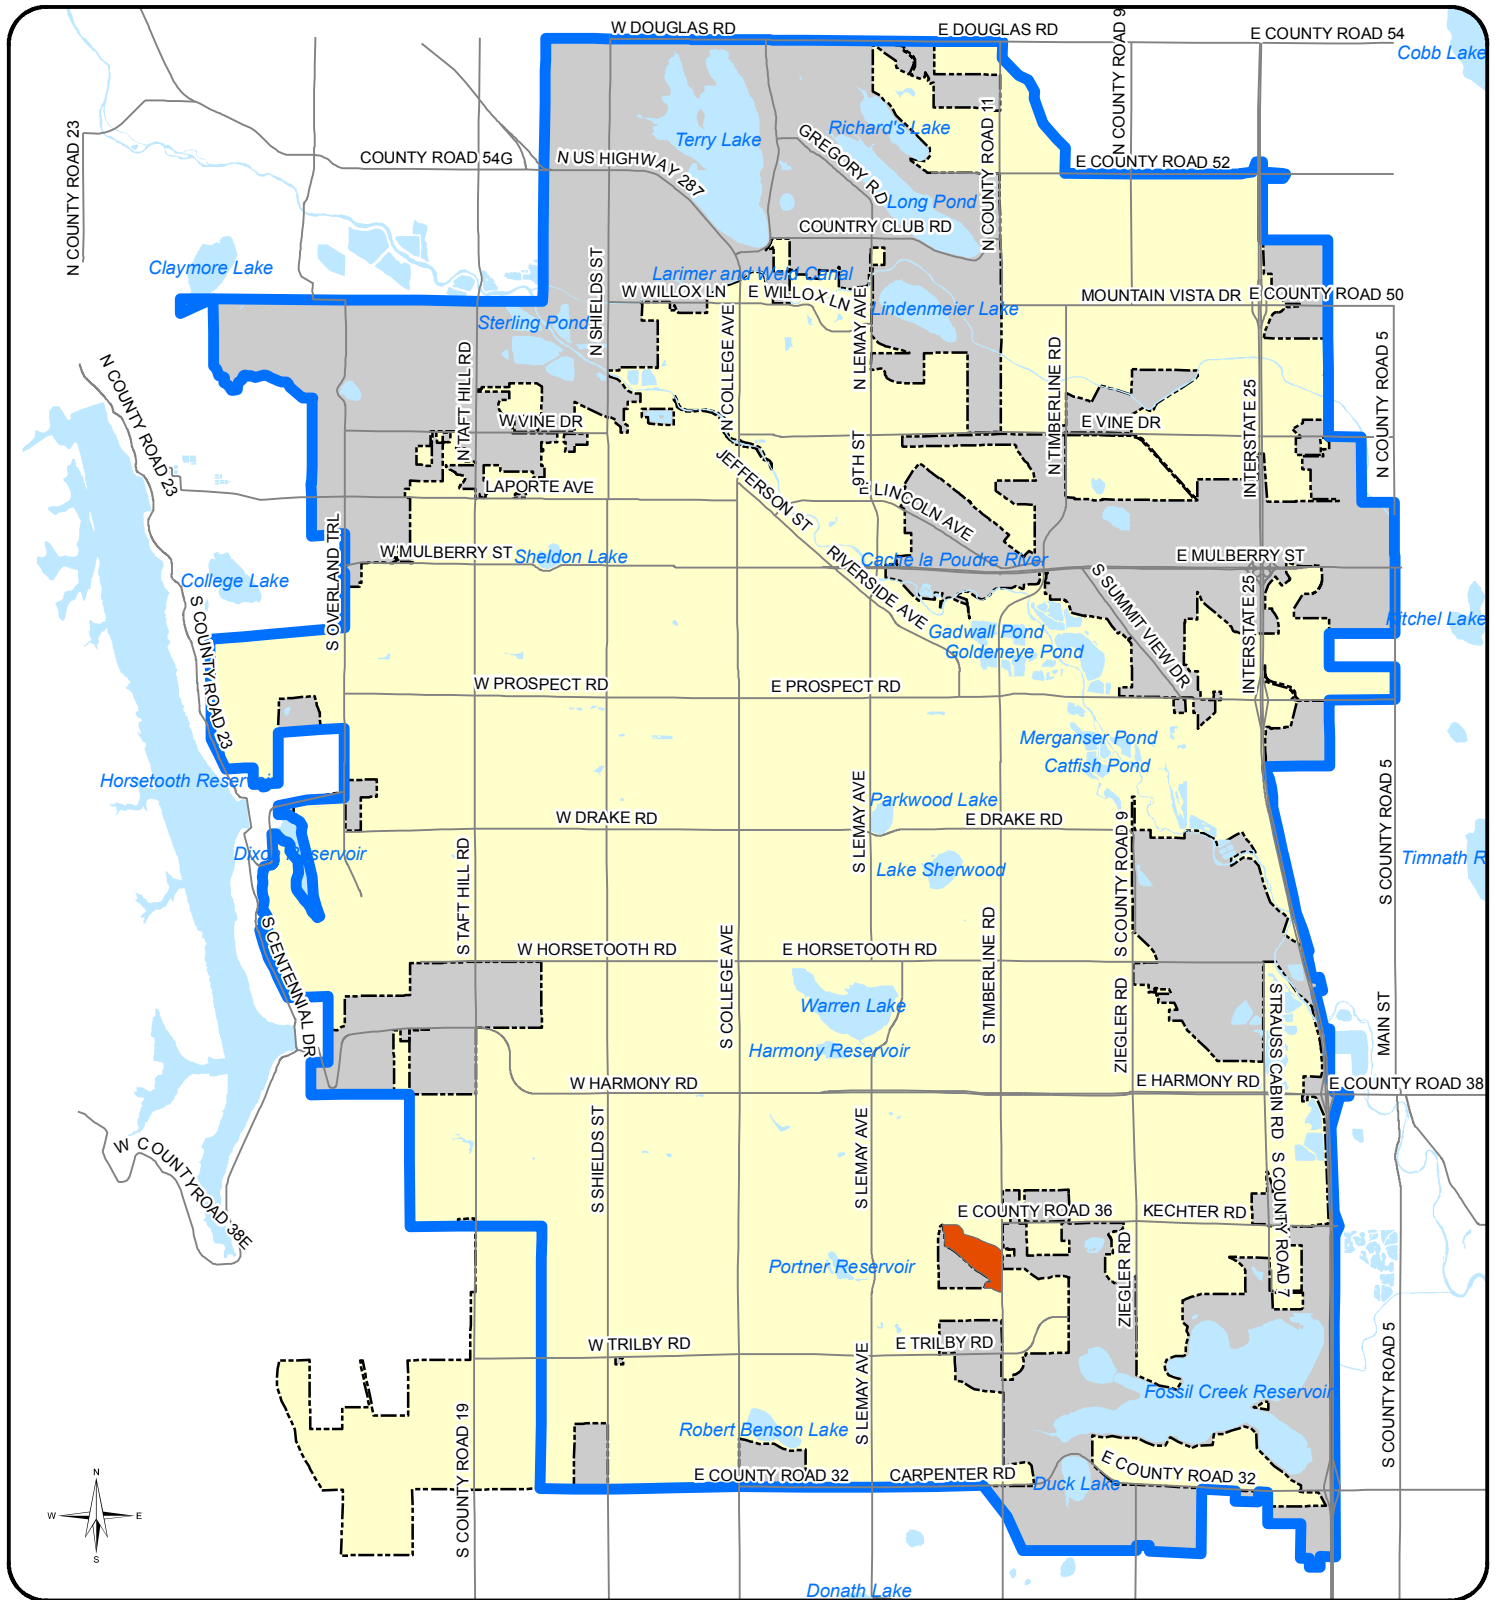 W DOUGLAS RD
E DOUGLAS RD
N COUNTY ROAD 9
E COUNTY ROAD 54
Cobb Lake
N COUNTY ROAD 23
COUNTY ROAD 54G
N US HIGHWAY 287
Terry Lake
Richard's Lake
GREGORY RD
N COUNTY ROAD 11
E COUNTY ROAD 52
Long Pond
COUNTRY CLUB RD
Claymore Lake
Larimer and Weld Canal
W WILLOX LN
E WILLOX LN
N SHIELDS ST
MOUNTAIN VISTA DR
E COUNTY ROAD 50
Sterling Pond
Lindenmeier Lake
N COLLEGE AVE
N LEMAY AVE
N TAFT HILL RD
N TIMBERLINE RD
INTERSTATE 25
N COUNTY ROAD 5
N COUNTY ROAD 23
W VINE DR
E VINE DR
9TH ST
LAPORTE AVE
JEFFERSON ST
E LINCOLN AVE
S OVERLAND TRL
W MULBERRY ST
Sheldon Lake
RIVERSIDE AVE
Cache la Poudre River
E MULBERRY ST
College Lake
S COUNTY ROAD 23
S SUMMIT VIEW DR
INTERSTATE 25
Kitchel Lake
Gadwall Pond
Goldeneye Pond
W PROSPECT RD
E PROSPECT RD
Merganser Pond
Catfish Pond
Horsetooth Reservoir
S LEMAY AVE
Parkwood Lake
S COUNTY ROAD 5
W DRAKE RD
E DRAKE RD
Dixon Reservoir
S TAFT HILL RD
Lake Sherwood
S COUNTY ROAD 9
Timnath R
S CENTENNIAL DR
W HORSETOOTH RD
E HORSETOOTH RD
S COLLEGE AVE
S TIMBERLINE RD
Warren Lake
Harmony Reservoir
ZIEGLER RD
STRAUSS CABIN RD
MAIN ST
W HARMONY RD
E HARMONY RD
E COUNTY ROAD 38
W COUNTY ROAD 38E
S SHIELDS ST
S LEMAY AVE
S COUNTY ROAD 7
E COUNTY ROAD 36
KECHTER RD
Portner Reservoir
ZIEGLER RD
W TRILBY RD
E TRILBY RD
S LEMAY AVE
S COUNTY ROAD 5
Fossil Creek Reservoir
S COUNTY ROAD 19
Robert Benson Lake
E COUNTY ROAD 32
CARPENTER RD
E COUNTY ROAD 32
Duck Lake
N
W
E
S
Donath Lake